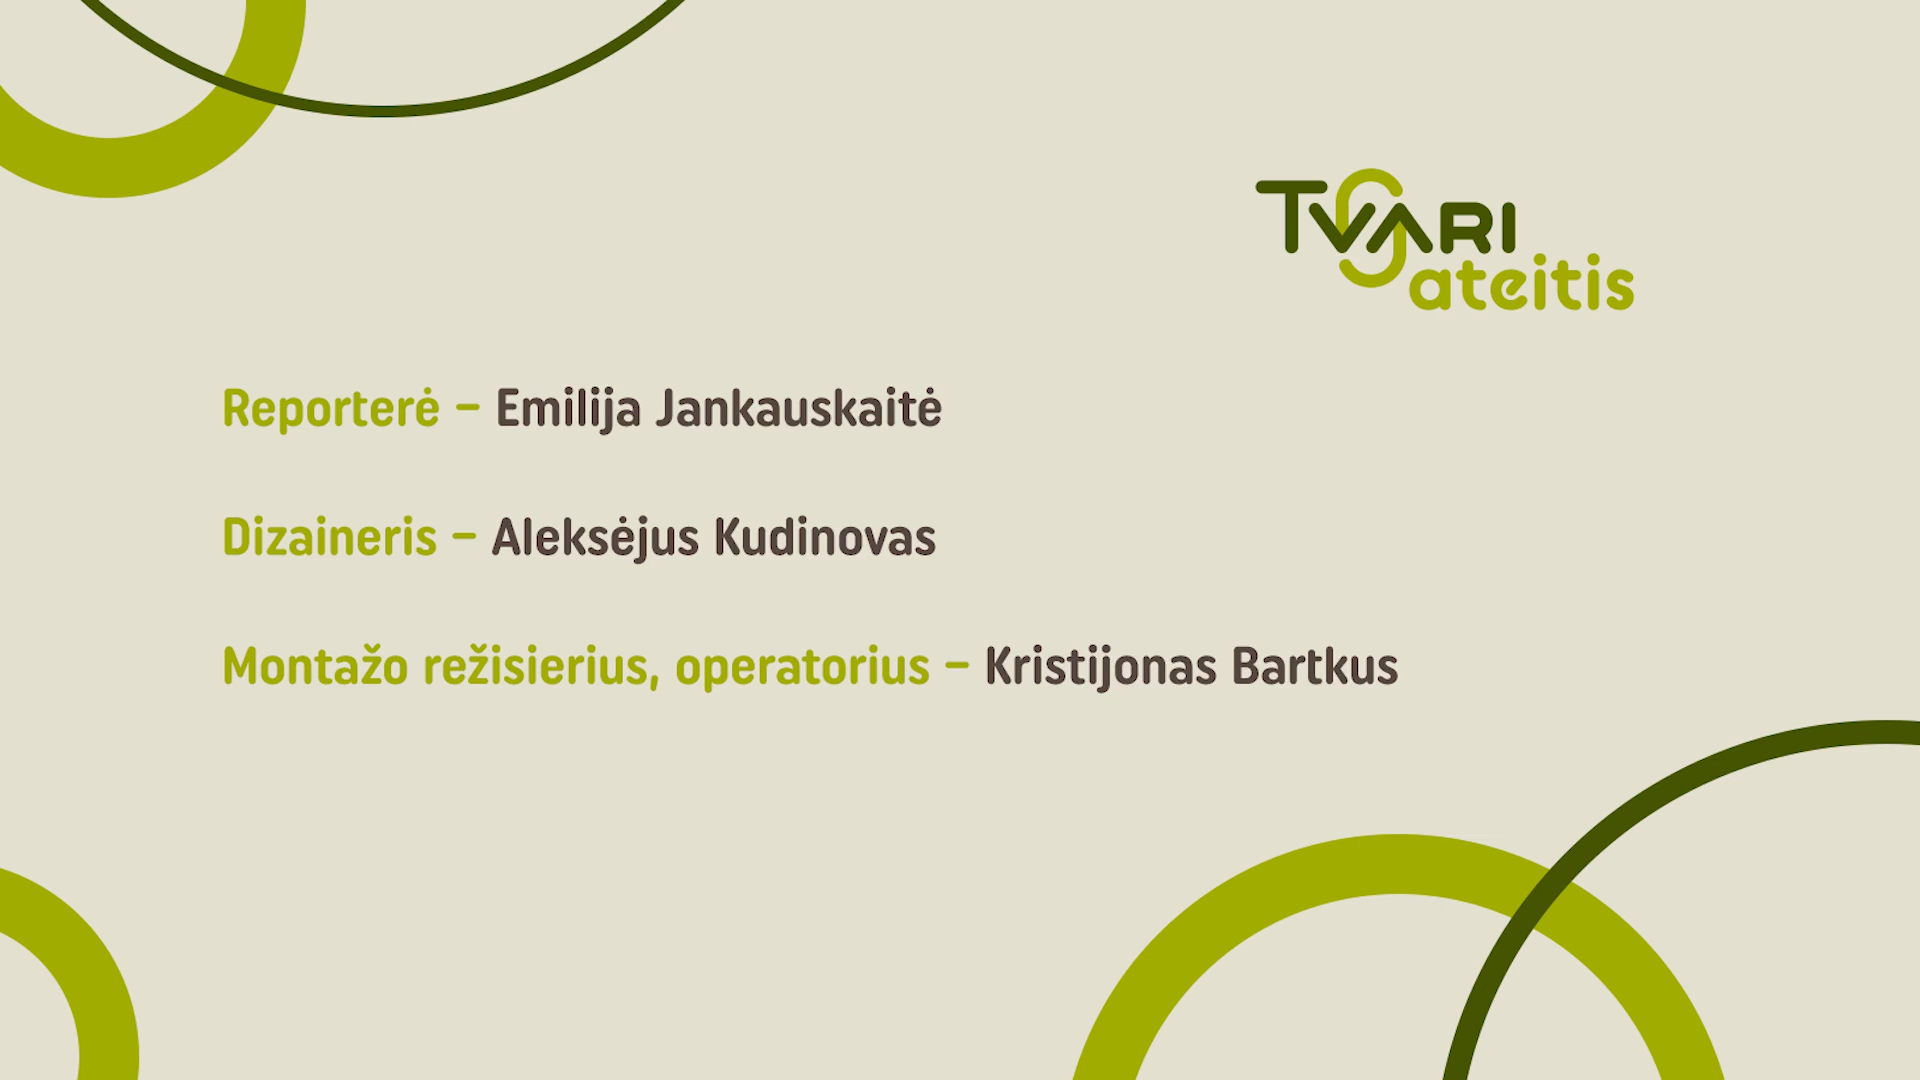 TVARI
ateitis
Reporterė – Emilija Jankauskaitė
Dizaineris – Aleksėjus Kudinovas
Montažo režisierius, operatorius – Kristijonas Bartkus